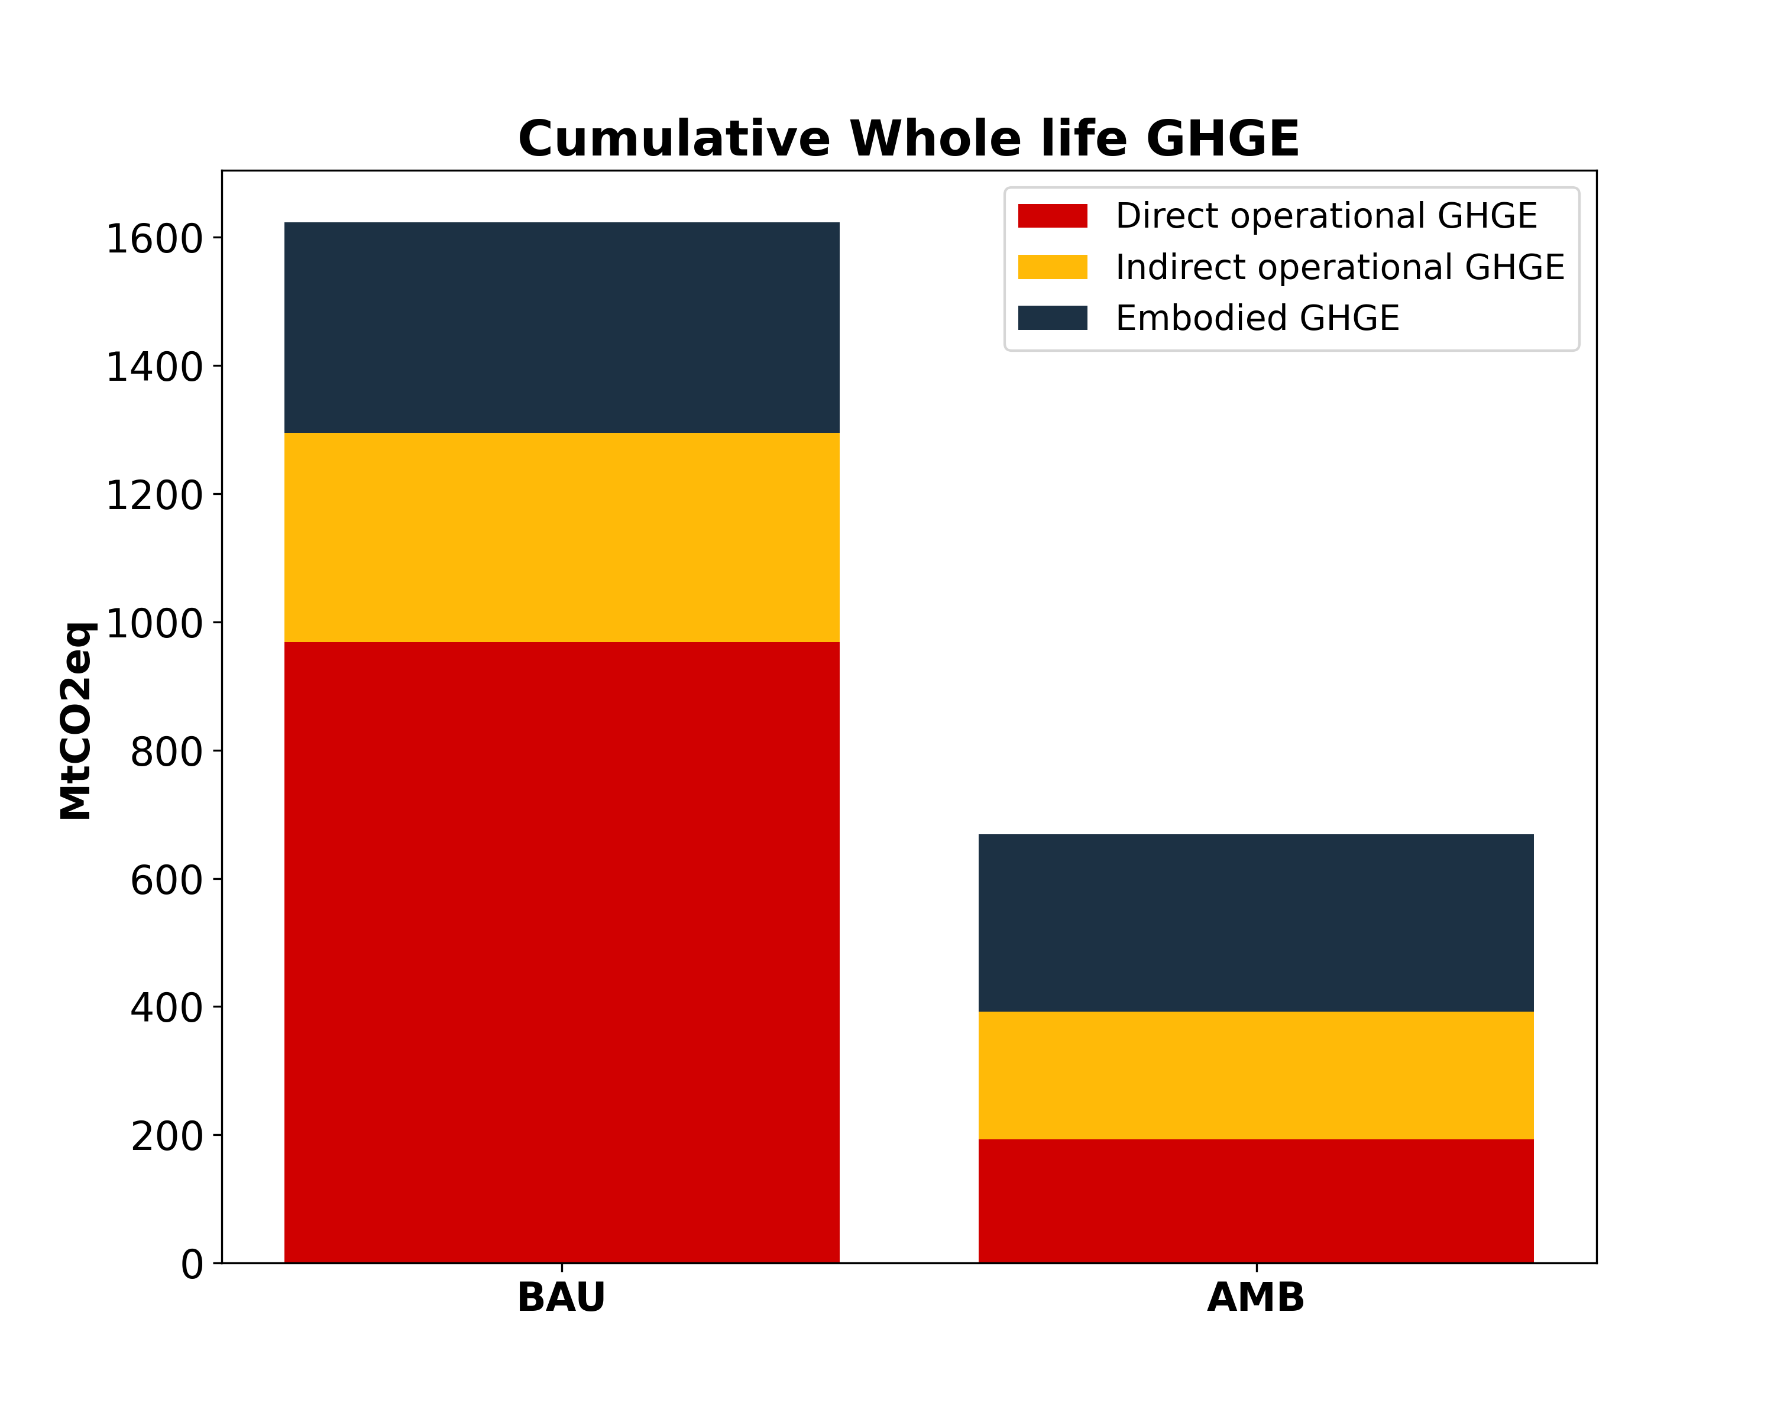 Cumulative Whole life GHGE
Direct operational GHGE
Indirect operational GHGE
Embodied GHGE
MtCO2eq
1600
1400
1200
1000
800
600
400
200
0
BAU
AMB